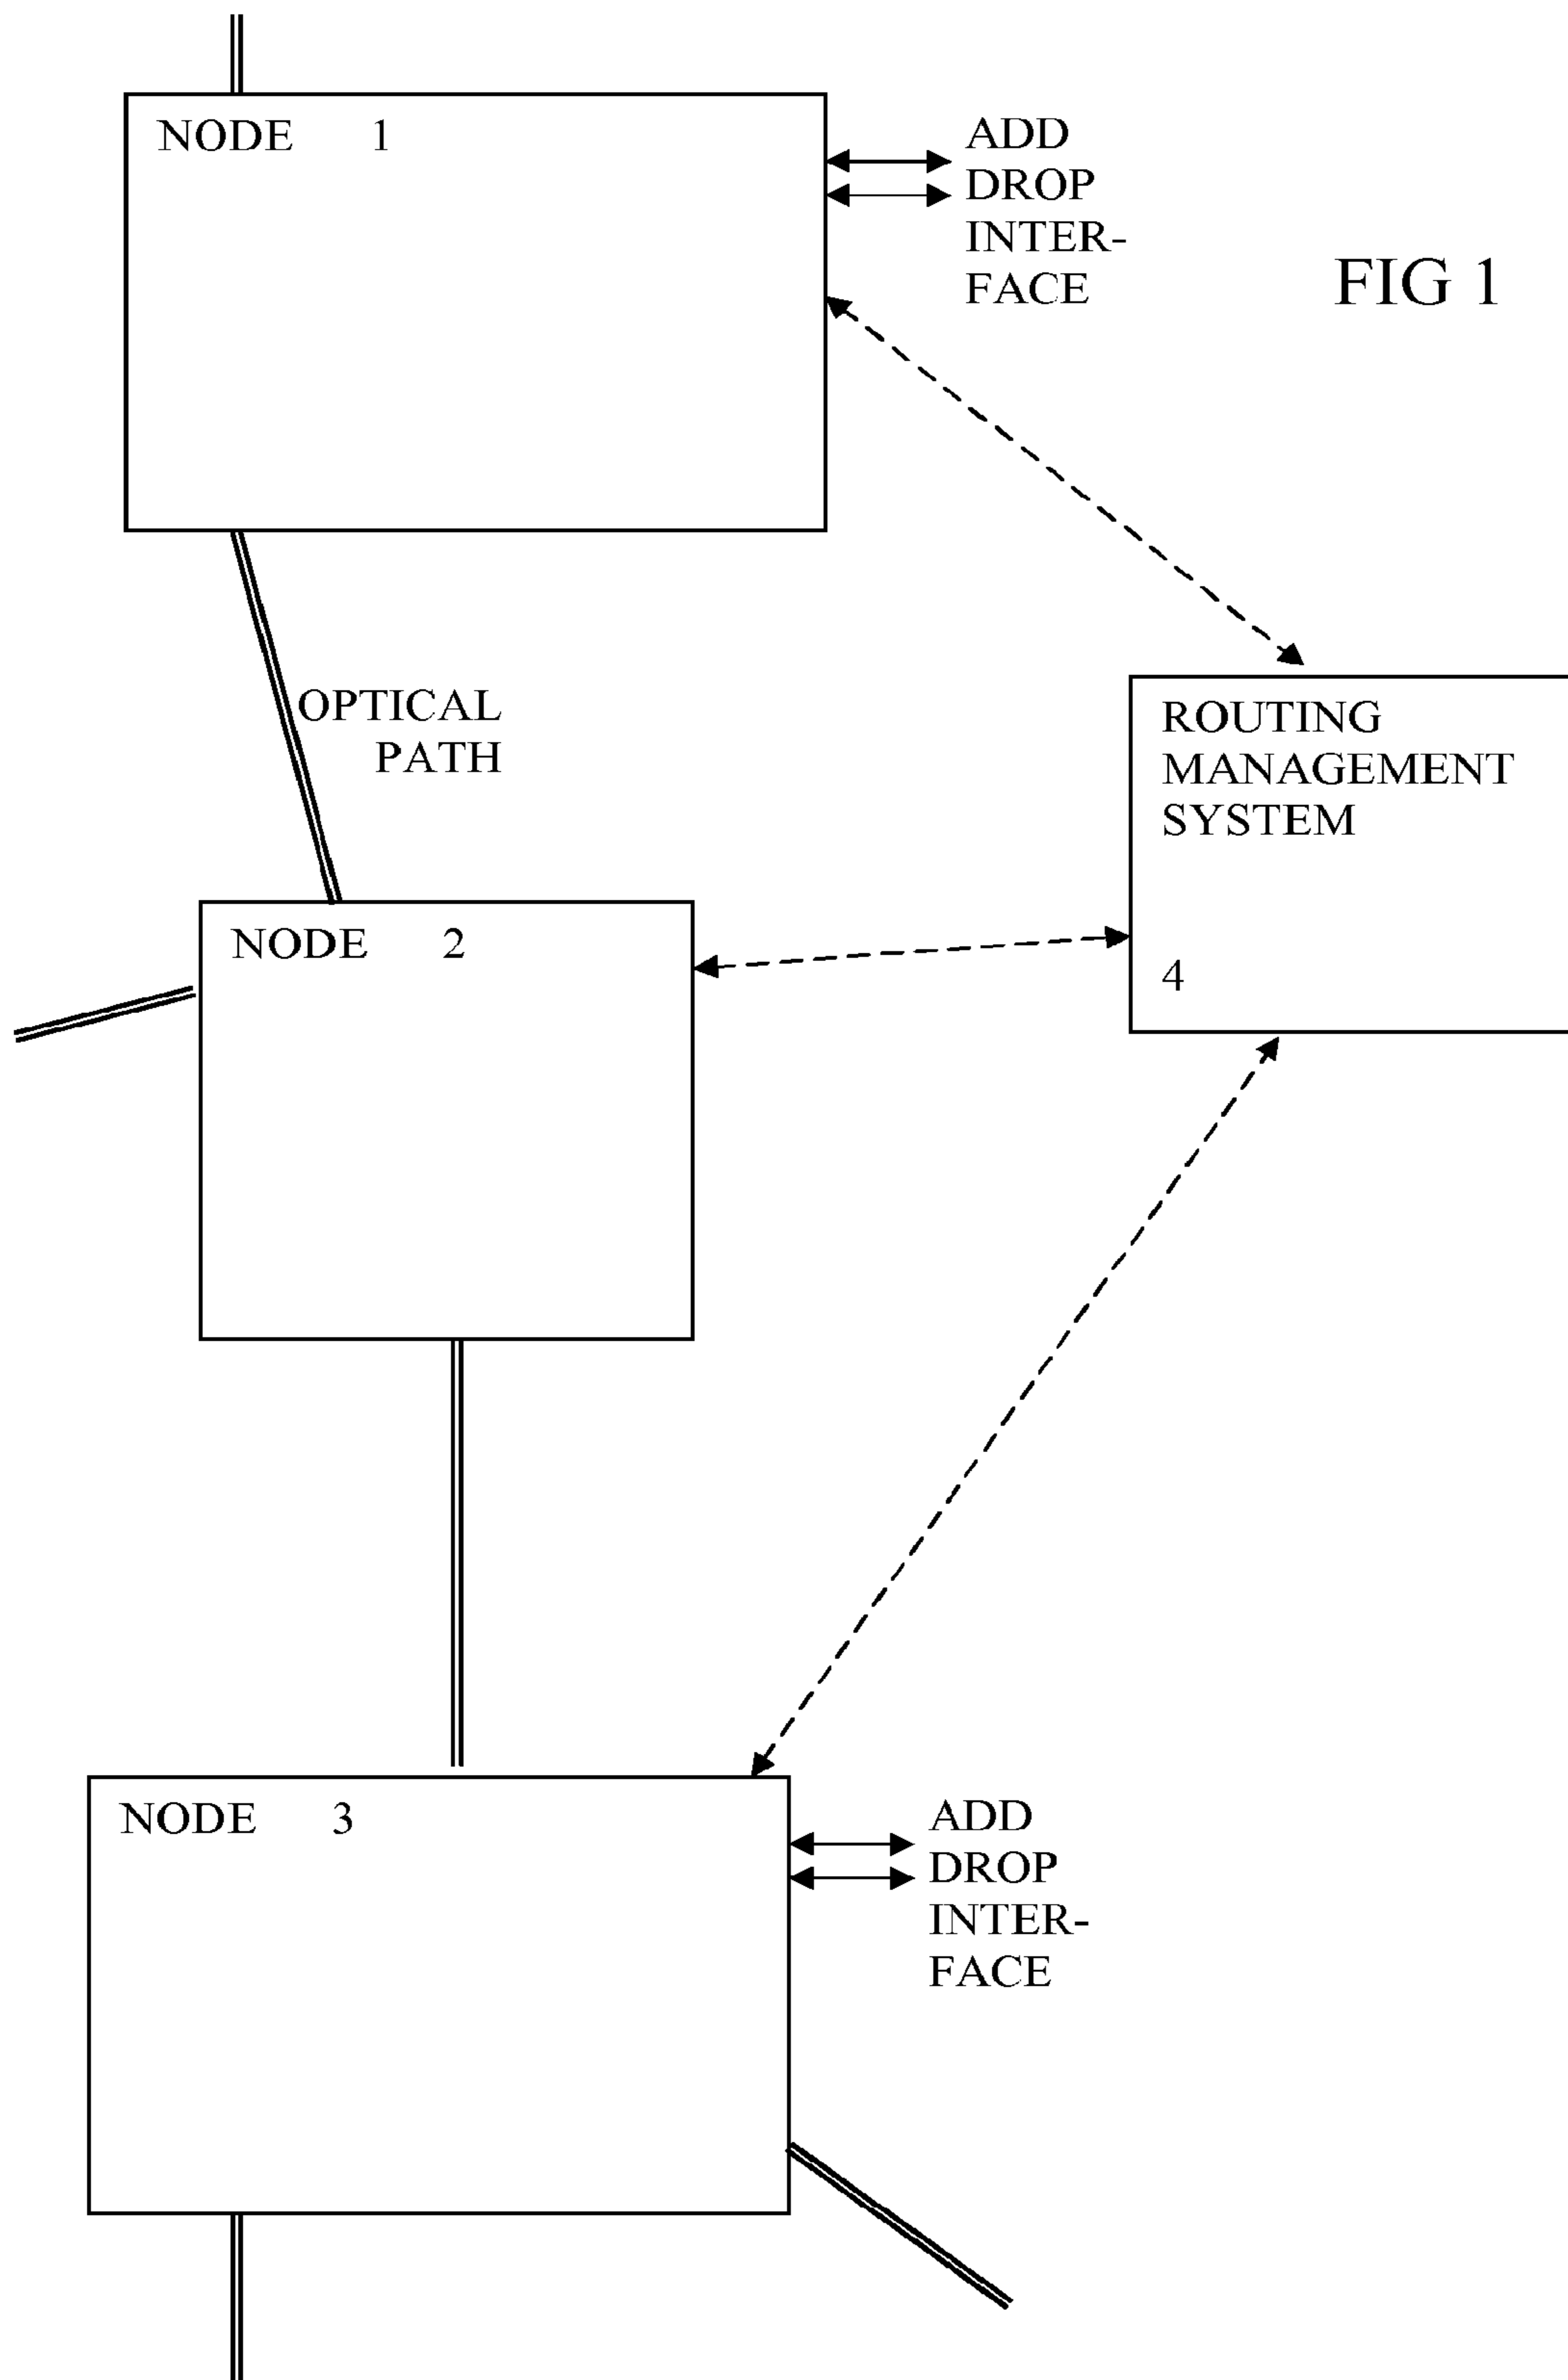 NODE 1
ADD
DROP
INTER-
FACE
FIG 1
OPTICAL
PATH
ROUTING
MANAGEMENT
SYSTEM
4
NODE 2
NODE 3
ADD
DROP
INTER-
FACE